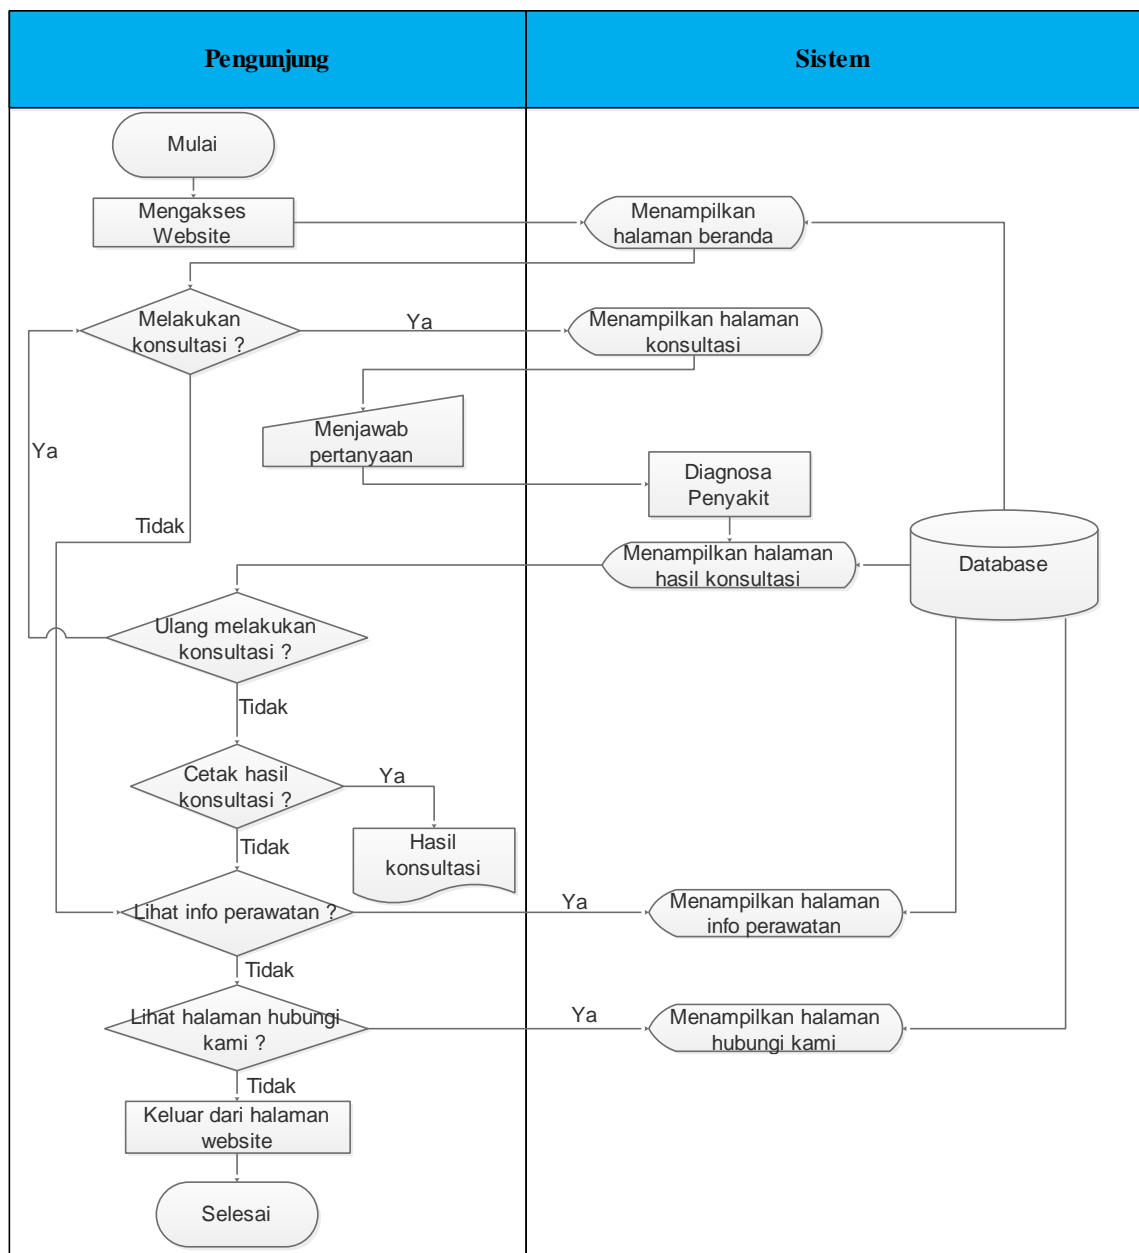 Pengunjung
Sistem
Mulai
Mengakses
Website
Menampilkan
halaman beranda
Melakukan
konsultasi ?
Ya
Menampilkan halaman
konsultasi
Ya
Menjawab
pertanyaan
Diagnosa
Penyakit
Tidak
Menampilkan halaman
hasil konsultasi
Database
Ulang melakukan
konsultasi ?
Tidak
Cetak hasil
konsultasi ?
Ya
Tidak
Hasil
konsultasi
Lihat info perawatan ?
Ya
Menampilkan halaman
info perawatan
Tidak
Lihat halaman hubungi
kami ?
Ya
Menampilkan halaman
hubungi kami
Tidak
Keluar dari halaman
website
Selesai